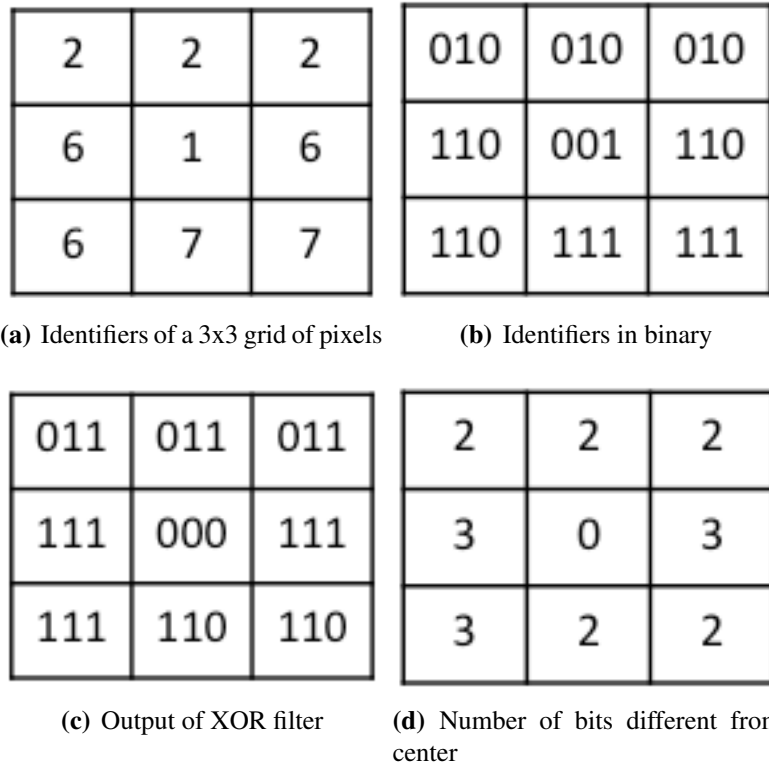 2 2 2
6 1 6
6 7 7
(a) Identifiers of a 3x3 grid of pixels
010 010 010
110 001 110
110 111 111
(b) Identifiers in binary
011 011 011
111 000 111
111 110 110
(c) Output of XOR filter
2 2 2
3 0 3
3 2 2
(d) Number of bits different from
center